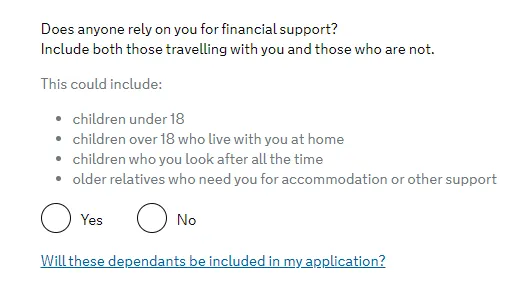 Does anyone rely on you for financial support?
Include both those travelling with you and those who are not.
This could include:
• children under 18
• children over 18 who live with you at home
• children who you look after all the time
• older relatives who need you for accommodation or other support
Yes No
Will these dependants be included in my application?